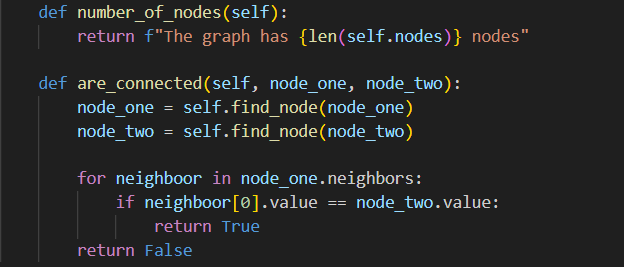 def number_of_nodes(self):
return f"The graph has {len(self.nodes)} nodes"
def are_connected(self, node_one, node_two):
node_one = self.find_node(node_one)
node_two = self.find_node(node_two)
for neighboor in node_one.neighbors:
if neighboor[0].value == node_two.value:
return True
return False